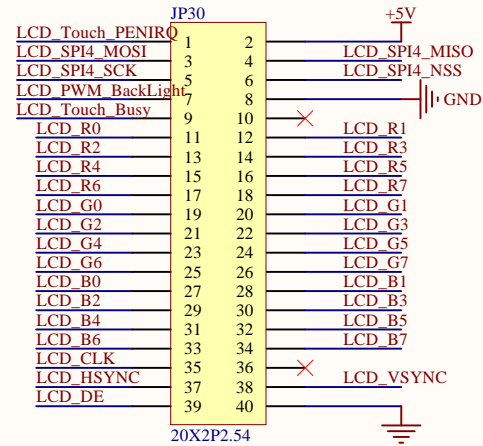 JP30
+5V
LCD_Touch_PENIRQ 1 2
LCD_SPI4_MOSI 3 4 LCD_SPI4_MISO
LCD_SPI4_SCK 5 6 LCD_SPI4_NSS
LCD_PWM_BackLight 7 8 GND
LCD_Touch_Busy 9 10
LCD_R0 11 12 LCD_R1
LCD_R2 13 14 LCD_R3
LCD_R4 15 16 LCD_R5
LCD_R6 17 18 LCD_R7
LCD_G0 19 20 LCD_G1
LCD_G2 21 22 LCD_G3
LCD_G4 23 24 LCD_G5
LCD_G6 25 26 LCD_G7
LCD_B0 27 28 LCD_B1
LCD_B2 29 30 LCD_B3
LCD_B4 31 32 LCD_B5
LCD_B6 33 34 LCD_B7
LCD_CLK 35 36
LCD_HSYNC 37 38 LCD_VSYNC
LCD_DE 39 40
20X2P2.54